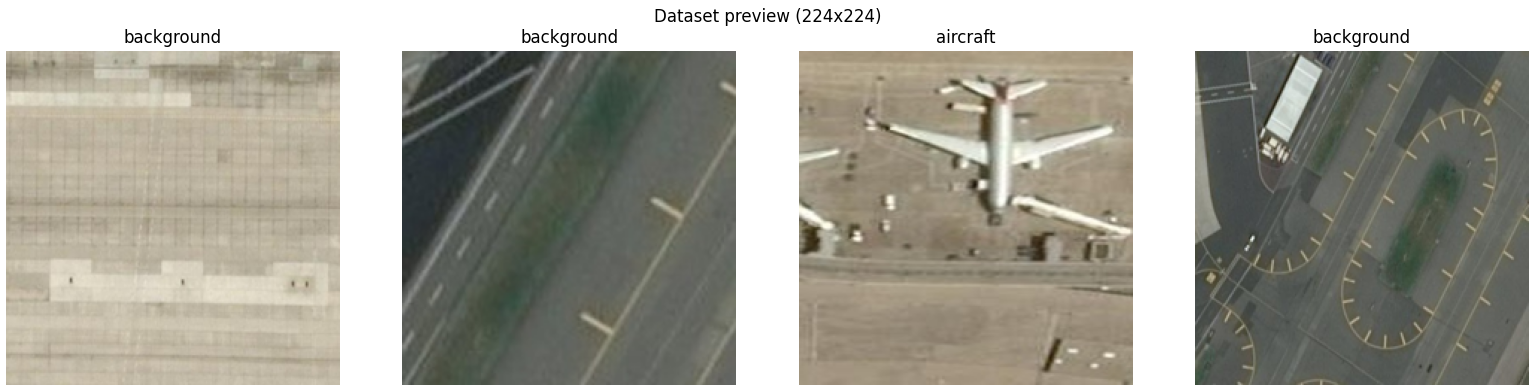 Dataset preview (224x224)
background
background
aircraft
background